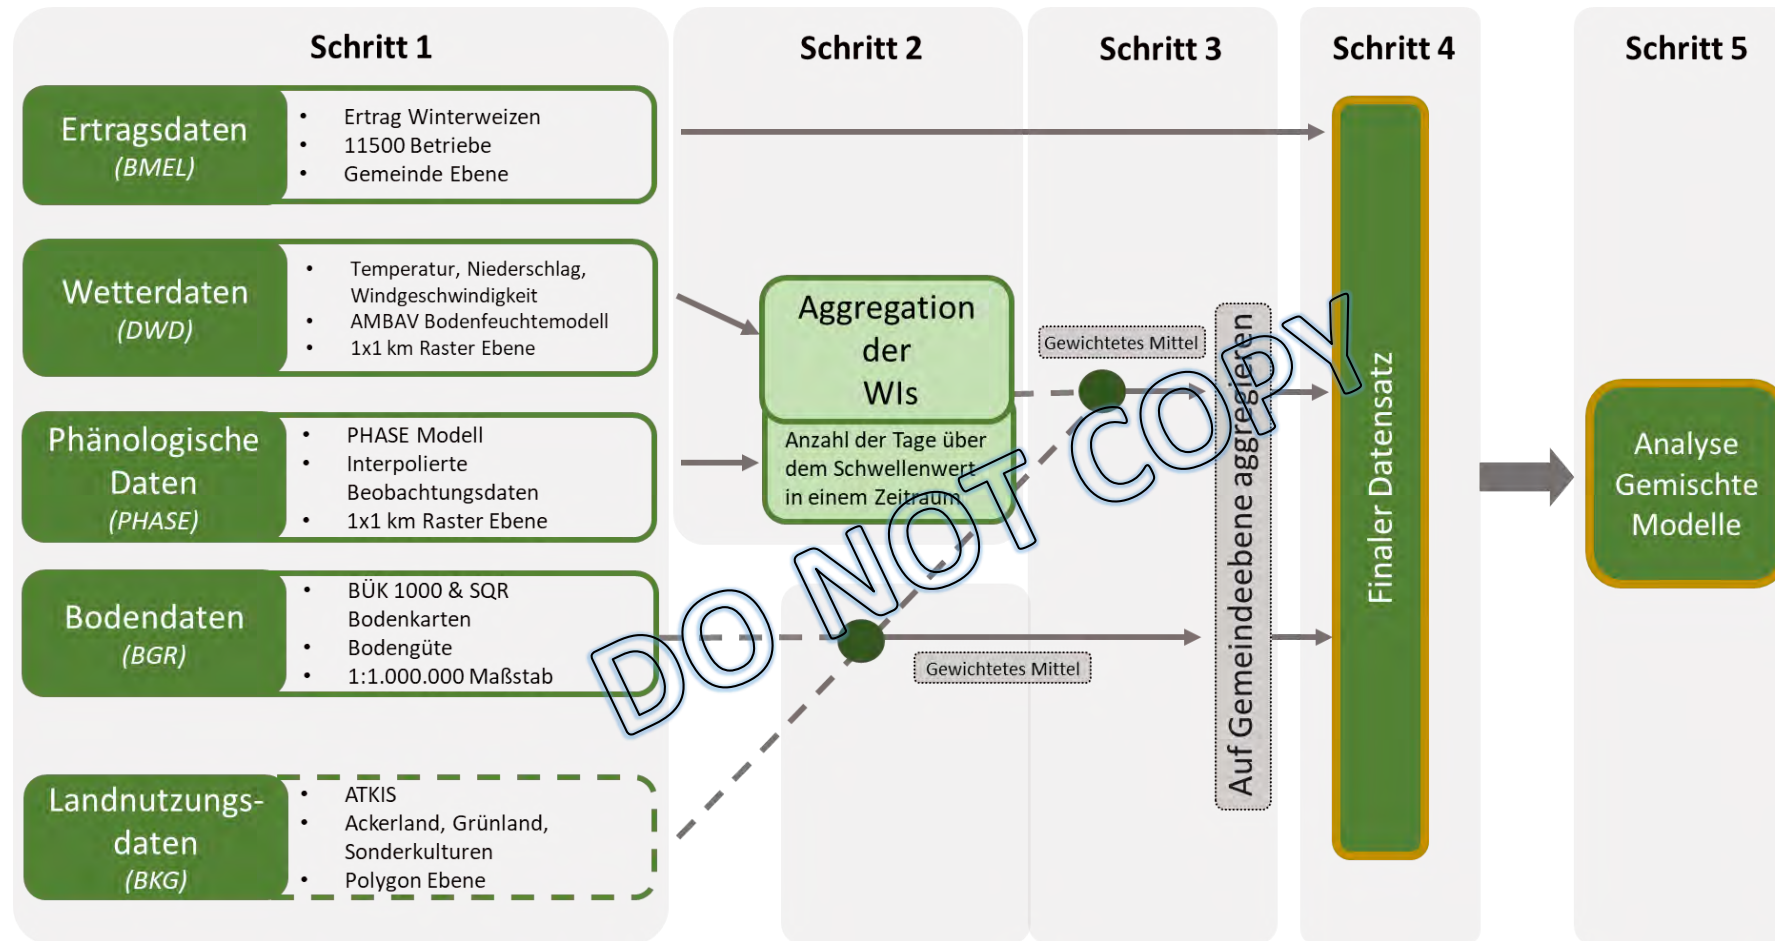 Schritt 1
Schritt 2
Schritt 3
Schritt 4
Schritt 5
Ertragsdaten
(BMEL)
• Ertrag Winterweizen
• 11500 Betriebe
• Gemeinde Ebene
Wetterdaten
(DWD)
• Temperatur, Niederschlag,
Windgeschwindigkeit
• AMBAV Bodenfeuchtemodell
• 1x1 km Raster Ebene
Phänologische
Daten
(PHASE)
• PHASE Modell
• Interpolierte
Beobachtungsdaten
• 1x1 km Raster Ebene
Bodendaten
(BGR)
• BÜK 1000 & SQR
Bodenkarten
• Bodengüte
• 1:1.000.000 Maßstab
Landnutzungs-
daten
(BKG)
• ATKIS
• Ackerland, Grünland,
Sonderkulturen
• Polygon Ebene
Aggregation
der
WIs
Anzahl der Tage über
dem Schwellenwert
in einem Zeitraum
Gewichtetes Mittel
Gewichtetes Mittel
Auf Gemeindeebene aggregieren
Finaler Datensatz
Analyse
Gemischte
Modelle
DO NOT COPY